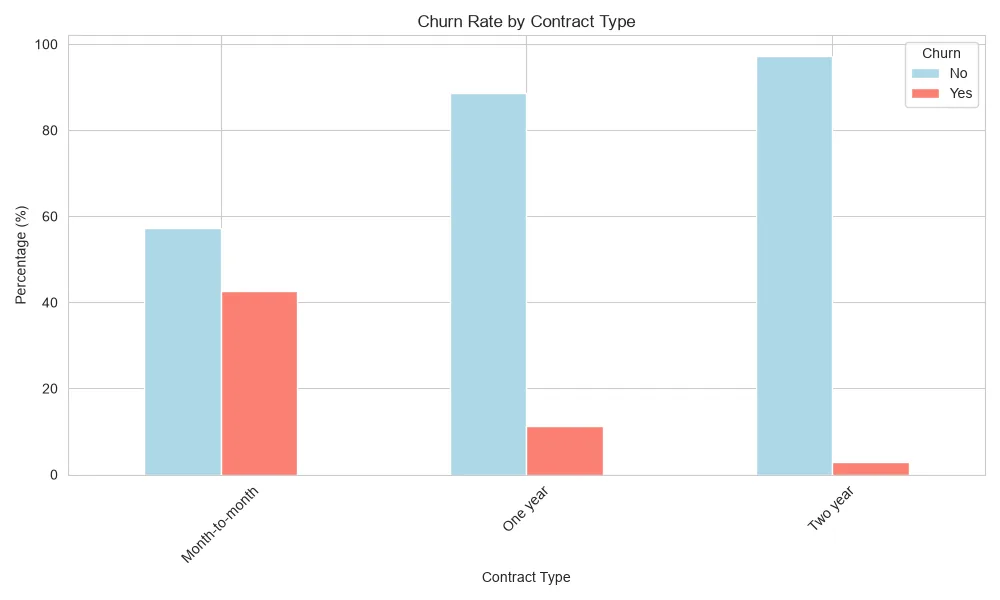 Churn Rate by Contract Type
Churn
No
Yes
Percentage (%)
100
80
60
40
20
0
Month-to-month
One year
Two year
Contract Type